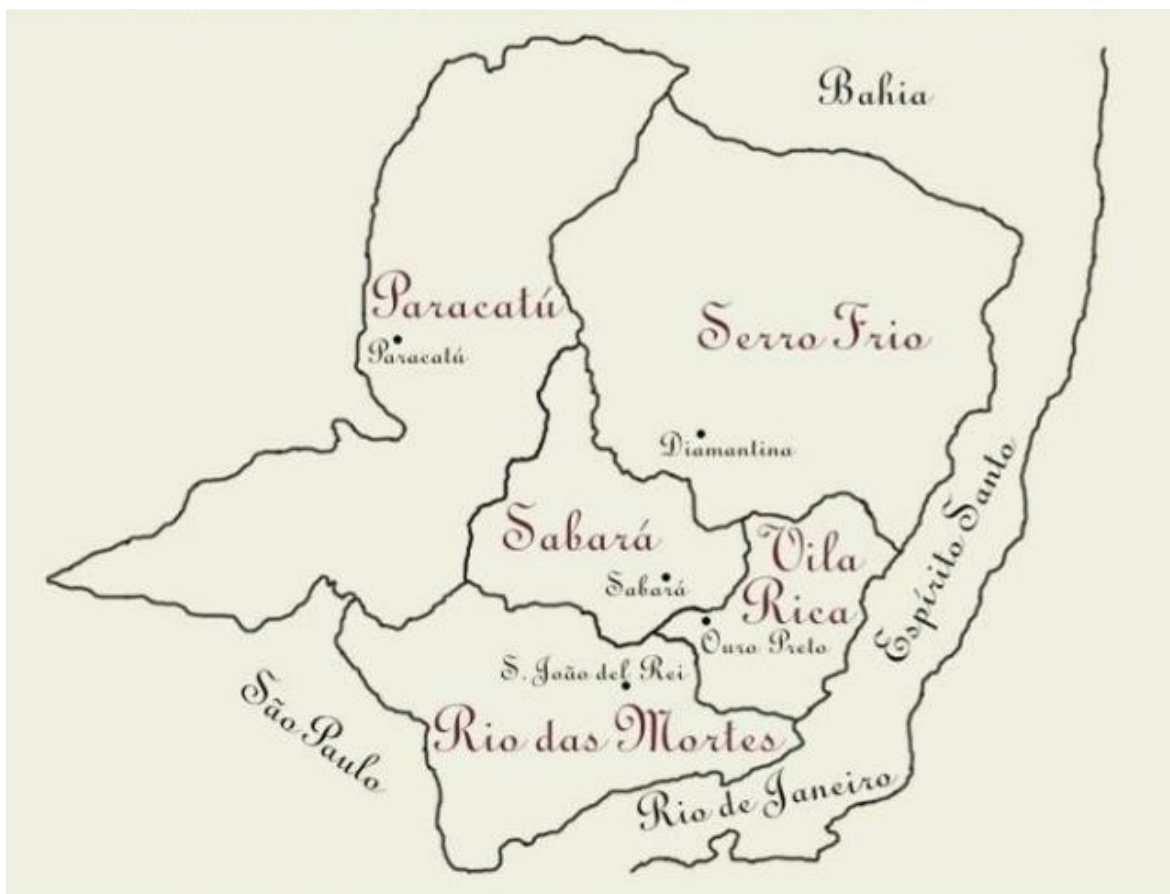 Bahia
Paracatú
Paracatú
Serro Frio
Diamantina
Sabará
Sabará
Vila
Rica
Ouro Preto
Espírito Santo
S. João del Rei
Rio das Mortes
São Paulo
Rio de Janeiro